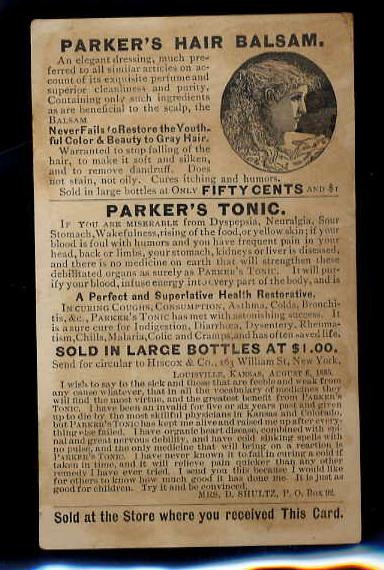 PARKER'S HAIR BALSAM.
An elegant dressing, much pre-
ferred to all similar articles on ac-
count of its exquisite perfume and
superior cleanliness and purity.
Containing only such ingredients
as are beneficial to the scalp, the
BALSAM
Never Fails to Restore the Youth-
ful Color & Beauty to Gray Hair.
Warranted to stop falling of the
hair, to make it soft and silken,
and to remove dandruff. Does
not stain, not oily. Cures itching and humors.
Sold in large bottles at ONLY FIFTY CENTS AND $1
PARKER'S TONIC.
IF YOU ARE MISERABLE from Dyspepsia, Neuralgia, Sour
Stomach, Wakefulness, rising of the food, or yellow skin; if your
blood is foul with humors and you have frequent pain in your
head, back or limbs, your stomach, kidneys or liver is diseased,
and there is no medicine on earth that will strengthen these
debilitated organs as surely as PARKER'S TONIC. It will pur-
ify your blood, infuse energy into every part of the body, and is
A Perfect and Superlative Health Restorative.
IN CURING COUGHS, CONSUMPTION, Asthma, Colds, Bronchi-
tis, &c., PARKER'S TONIC has met with astonishing success. It
is a sure cure for Indigestion, Diarrhœa, Dysentery, Rheuma-
tism, Chills, Malaria, Colic and Cramps, and has often saved life.
SOLD IN LARGE BOTTLES AT $1.00.
Send for circular to HISCOX & CO., 163 William St, New York.
LOUISVILLE, KANSAS, AUGUST 6, 1885.
I wish to say to the sick and those that are feeble and weak from
any cause whatever, that in all the vocabulary of medicines they
will find the most virtue, and the greatest benefit from PARKER'S
TONIC. I have been an invalid for five or six years past and given
up to die by the most skillful physicians in Kansas and Colorado,
but PARKER'S TONIC has kept me alive and raised me up after every-
thing else failed. I have organic heart disease, combined with spi-
nal and great nervous debility, and have cold sinking spells with
no pulse, and the only medicine that will bring on a reaction is
PARKER'S TONIC. I have never known it to fail in curing a cold if
taken in time, and it will relieve pain quicker than any other
remedy I have ever tried. I send you this because I would like
for others to know how much good it has done me. It is just as
good for children. Try it and be convinced.
MRS. D. SHULTZ, P. O. Box 92.
Sold at the Store where you received This Card.